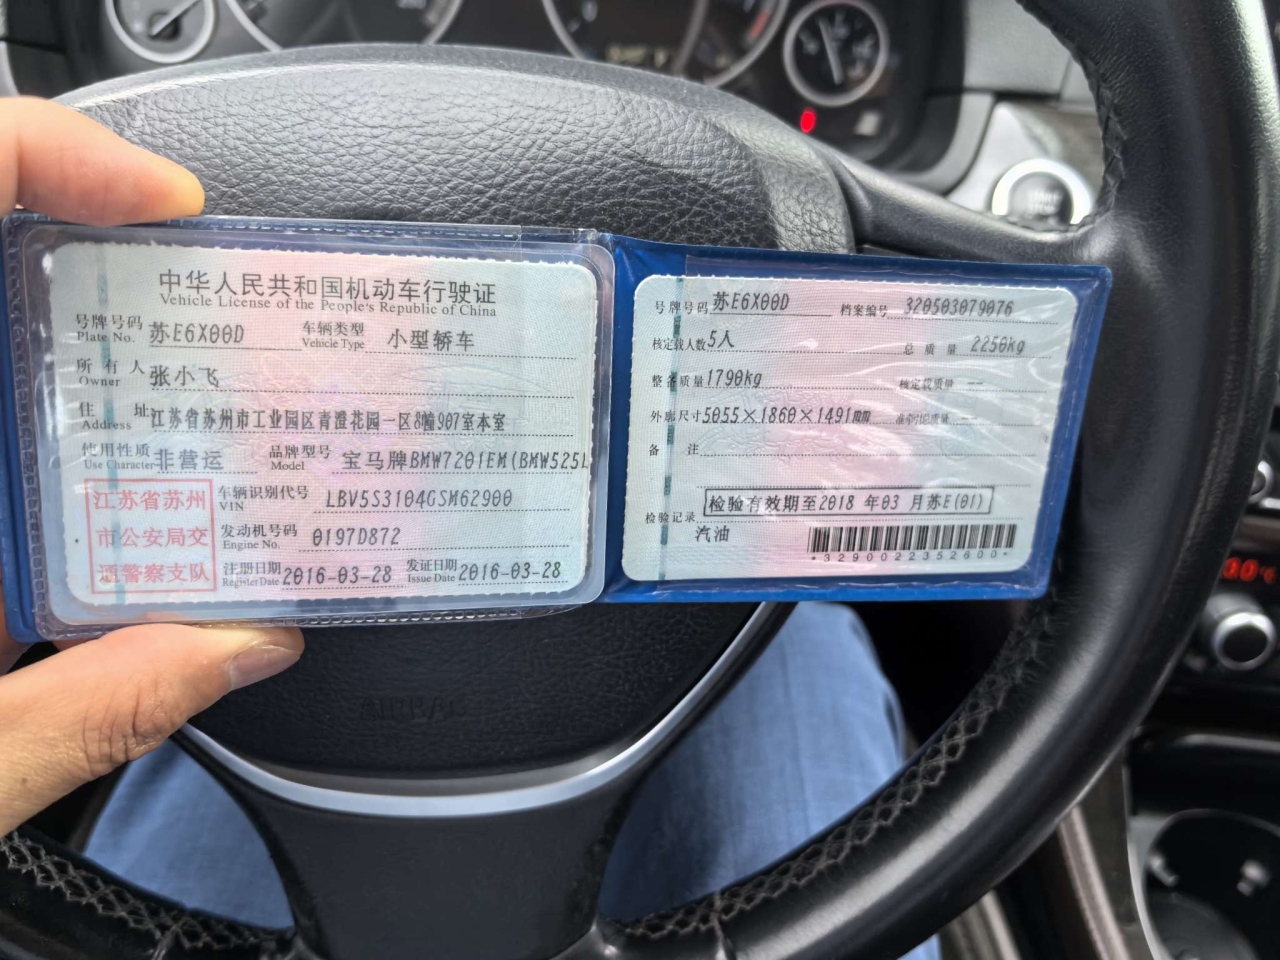 中华人民共和国机动车行驶证
Vehicle License of the People's Republic of China
号牌号码 苏E6X00D 车辆类型 小型轿车
Plate No. Vehicle Type
所有人 张小飞
Owner
住址 江苏省苏州市工业园区青澄花园一区8幢907室本室
Address
使用性质 非营运 品牌型号 宝马牌BMW7201EM(BMW525L
Use Character Model
江苏省苏州
市公安局交
通警察支队
车辆识别代号 LBV5S3104GSM62900
VIN
发动机号码 0197D872
Engine No.
注册日期 2016-03-28 发证日期 2016-03-28
Register Date Issue Date
号牌号码 苏E6X00D 档案编号 320503079076
核定载人数 5人 总质量 2250kg
整备质量 1790kg 核定载质量 --
外廓尺寸 5055×1860×1491mm 准牵引总质量 --
备注
检验记录 检验有效期至2018 年03 月苏E(01)
汽油
*3290022352600*